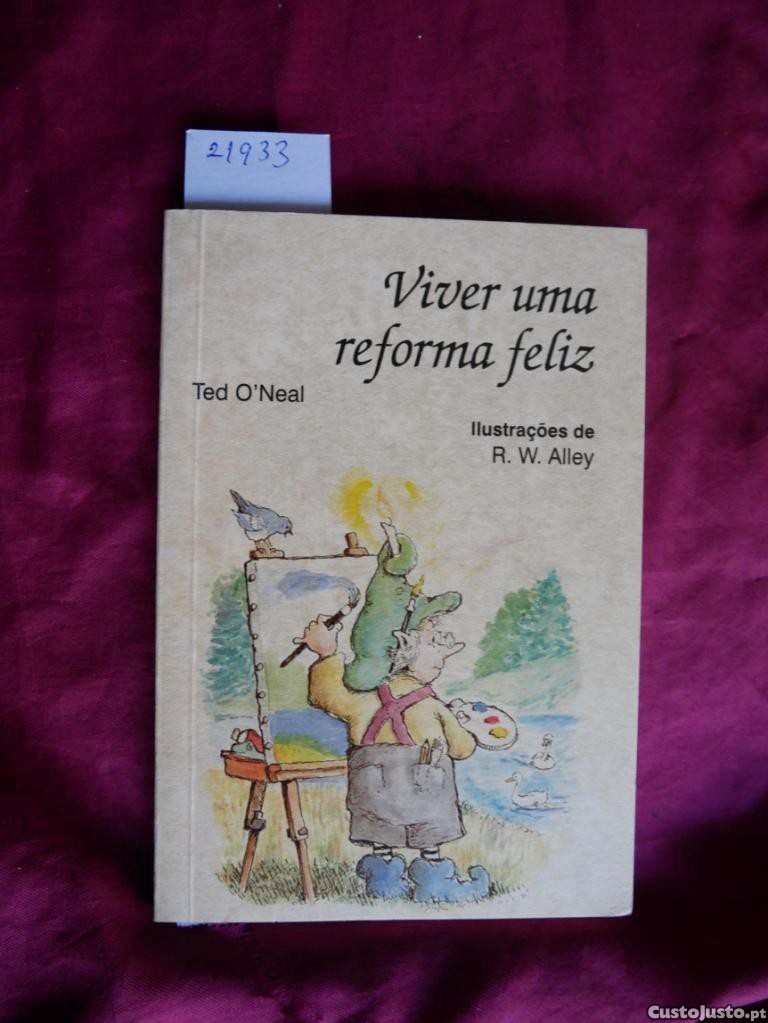 21933
Viver uma
reforma feliz
Ted O'Neal
Ilustrações de
R. W. Alley
CustoJusto.pt